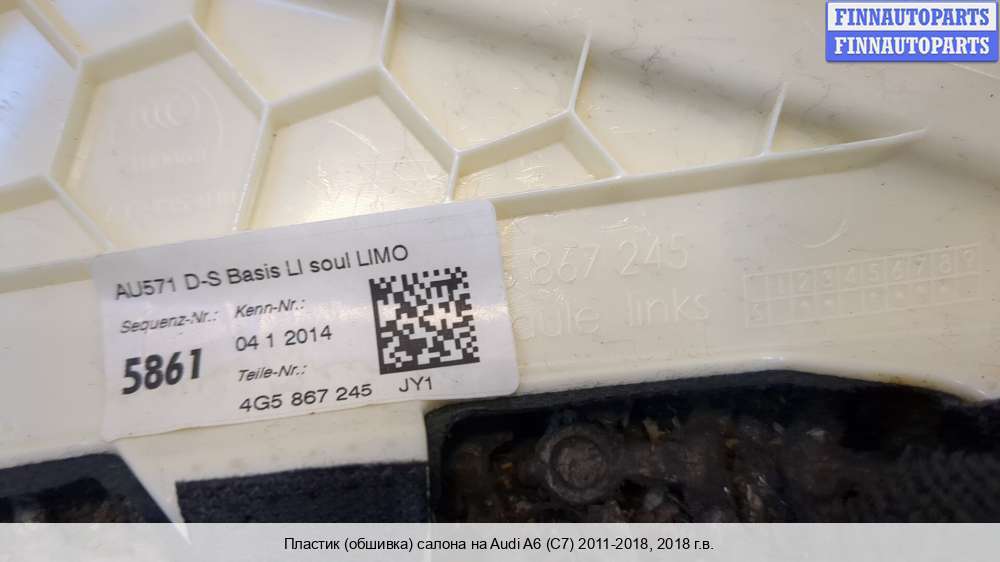 FINNAUTOPARTS
FINNAUTOPARTS
AU571 D-S Basis LI soul LIMO
Sequenz-Nr.: Kenn-Nr.:
5861 04 1 2014
Teile-Nr.:
4G5 867 245 JY1
867 245
links
Пластик (обшивка) салона на Audi A6 (C7) 2011-2018, 2018 г.в.